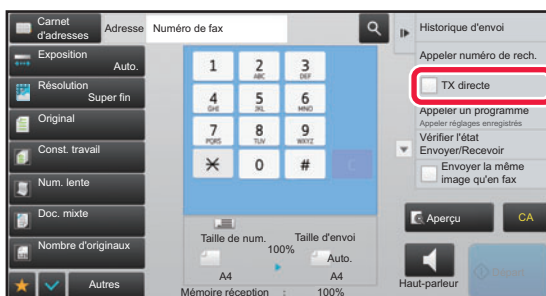 Carnet
d'adresses
Adresse
Numéro de fax
Exposition
Auto.
Résolution
Super fin
Original
Const. travail
Num. lente
Doc. mixte
Nombre d'originaux
Autres
1
2
ABC
3
DEF
4
GHI
5
JKL
6
MNO
7
PQRS
8
TUV
9
WXYZ
0
#
C
Taille de num.
Taille d'envoi
100%
Auto.
A4
A4
Mémoire réception : 100%
Historique d'envoi
Appeler numéro de rech.
TX directe
Appeler un programme
Appeler réglages enregistrés
Vérifier l'état
Envoyer/Recevoir
Envoyer la même
image qu'en fax
Aperçu
CA
Haut-parleur
Départ